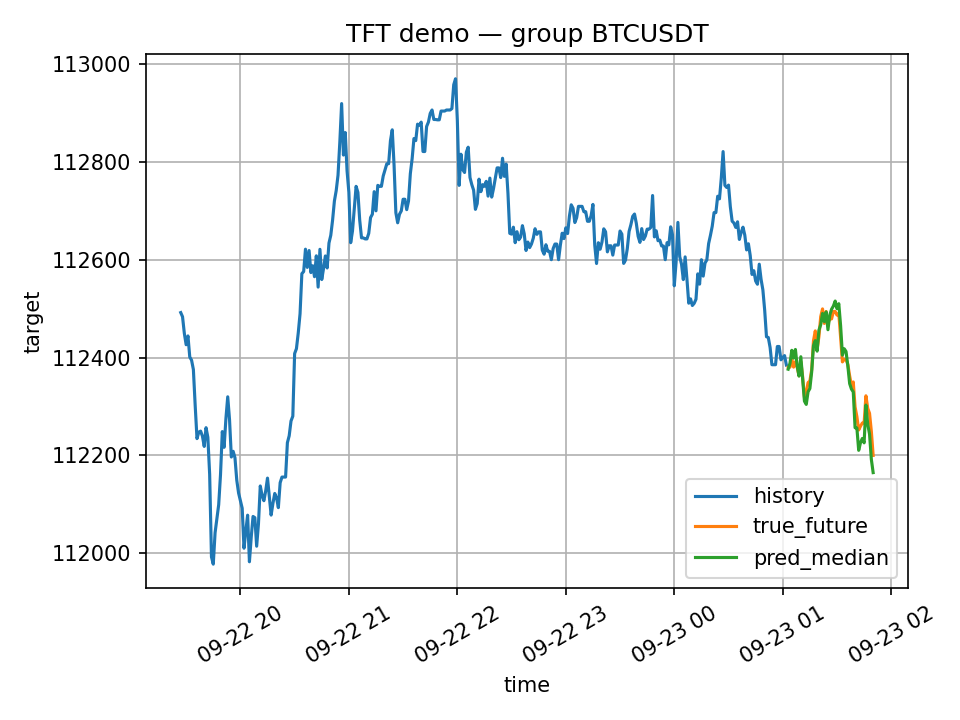 TFT demo — group BTCUSDT
target
113000
112800
112600
112400
112200
112000
history
true_future
pred_median
09-22 20
09-22 21
09-22 22
09-22 23
09-23 00
09-23 01
09-23 02
time